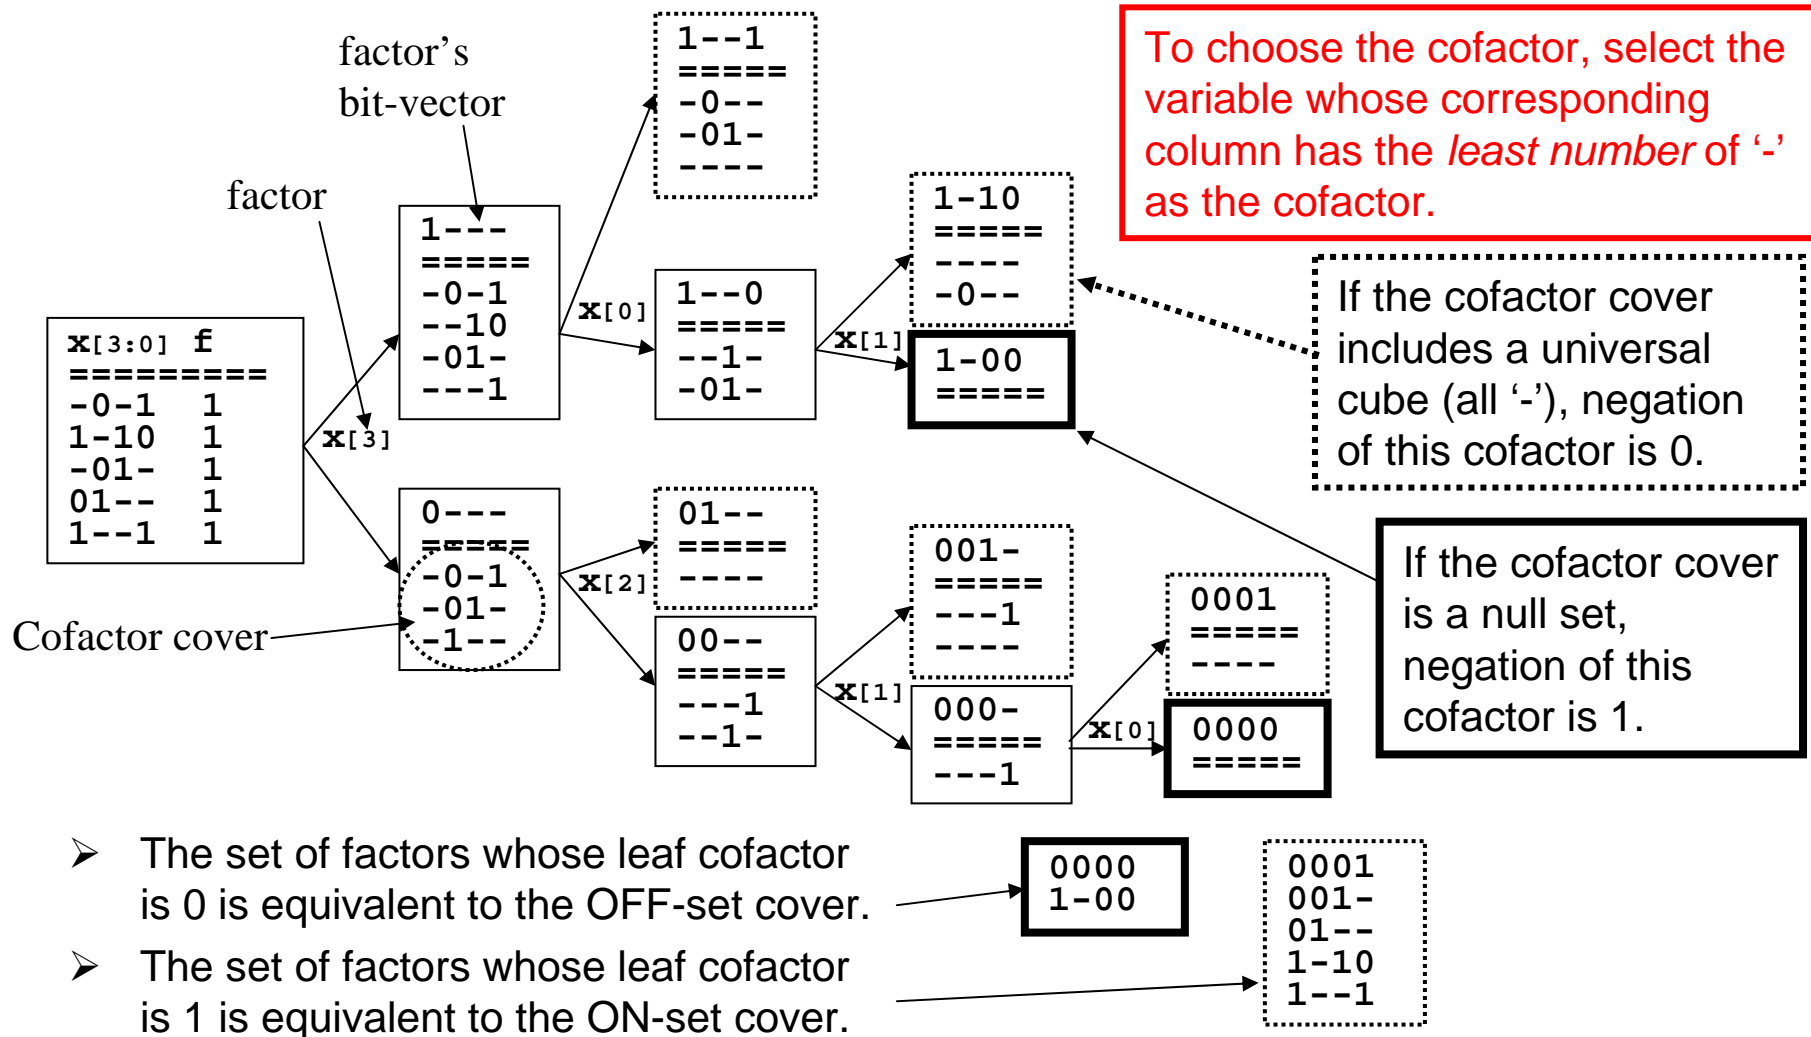 factor's
bit-vector
factor
x[3:0] f
=========
-0-1 1
1-10 1
-01- 1
01-- 1
1--1 1
x[3]
1---
=====
-0-1
--10
-01-
---1
0---
=====
-0-1
-01-
-1--
Cofactor cover
x[0]
1--1
=====
-0--
-01-
----
1--0
=====
--1-
-01-
x[1]
1-10
=====
----
-0--
1-00
=====
x[2]
01--
=====
----
00--
=====
---1
--1-
x[1]
001-
=====
---1
----
000-
=====
---1
x[0]
0001
=====
----
0000
=====
To choose the cofactor, select the
variable whose corresponding
column has the least number of ‘-’
as the cofactor.
If the cofactor cover
includes a universal
cube (all ‘-’), negation
of this cofactor is 0.
If the cofactor cover
is a null set,
negation of this
cofactor is 1.
➢ The set of factors whose leaf cofactor
is 0 is equivalent to the OFF-set cover.
0000
1-00
➢ The set of factors whose leaf cofactor
is 1 is equivalent to the ON-set cover.
0001
001-
01--
1-10
1--1